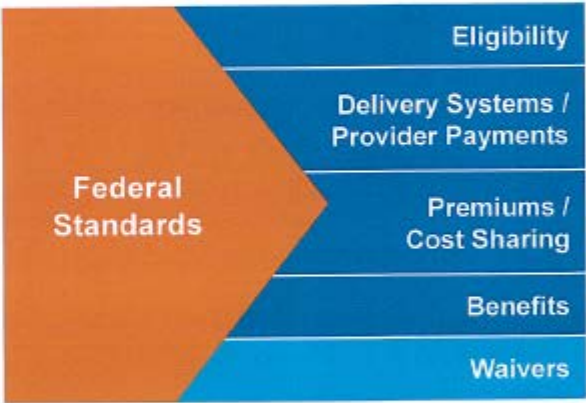 Federal
Standards
Eligibility
Delivery Systems /
Provider Payments
Premiums /
Cost Sharing
Benefits
Waivers